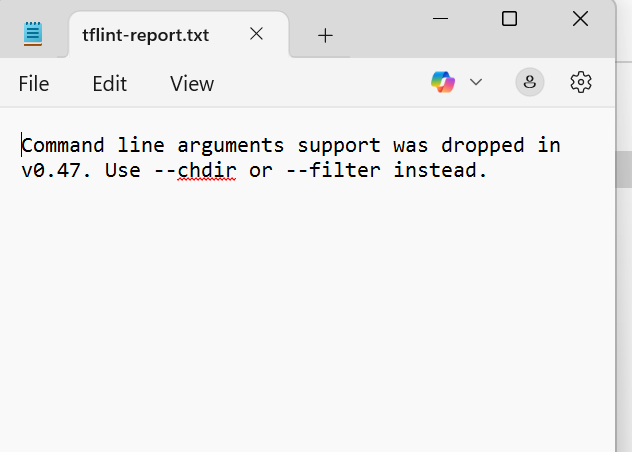 tflint-report.txt
File Edit View
Command line arguments support was dropped in
v0.47. Use --chdir or --filter instead.